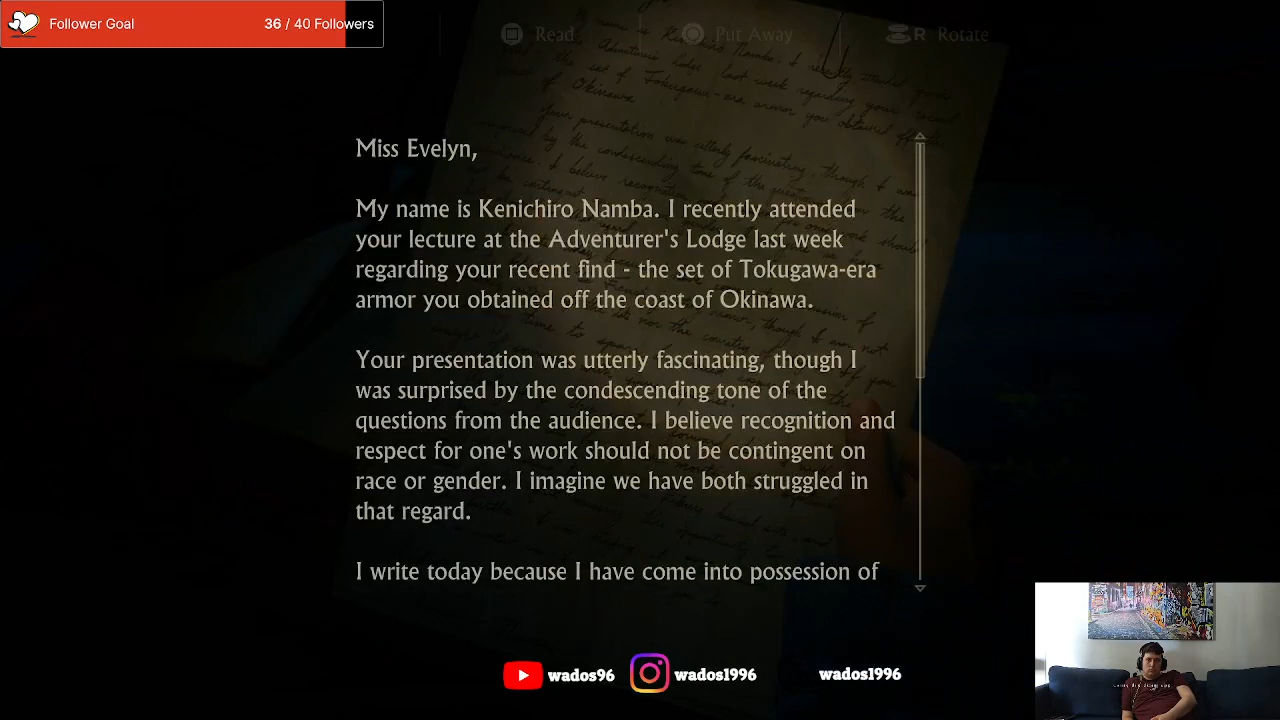 Follower Goal
36 / 40 Followers
Read
Put Away
R Rotate
Miss Evelyn,
My name is Kenichiro Namba. I recently attended
your lecture at the Adventurer's Lodge last week
regarding your recent find - the set of Tokugawa-era
armor you obtained off the coast of Okinawa.
Your presentation was utterly fascinating, though I
was surprised by the condescending tone of the
questions from the audience. I believe recognition and
respect for one's work should not be contingent on
race or gender. I imagine we have both struggled in
that regard.
I write today because I have come into possession of
wados96
wados1996
wados1996